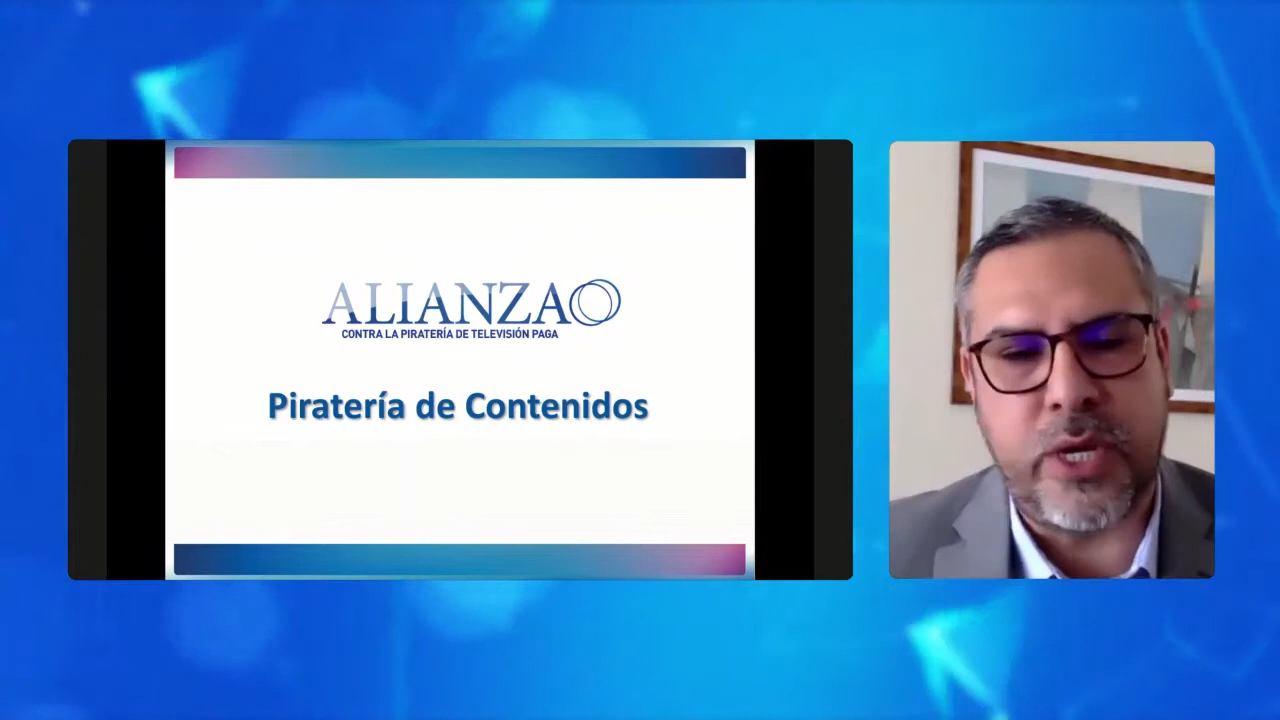 ALIANZA
CONTRA LA PIRATERÍA DE TELEVISIÓN PAGA
Piratería de Contenidos